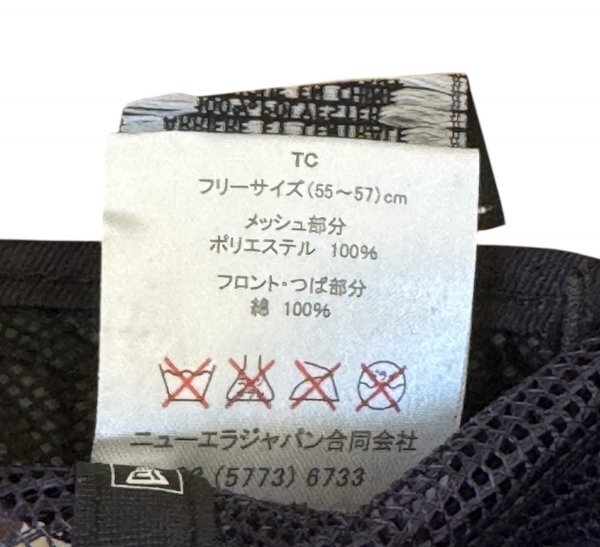 TC
フリーサイズ(55～57)cm
メッシュ部分
ポリエステル 100%
フロント・つば部分
綿 100%
ニューエラジャパン合同会社
(5773) 6733